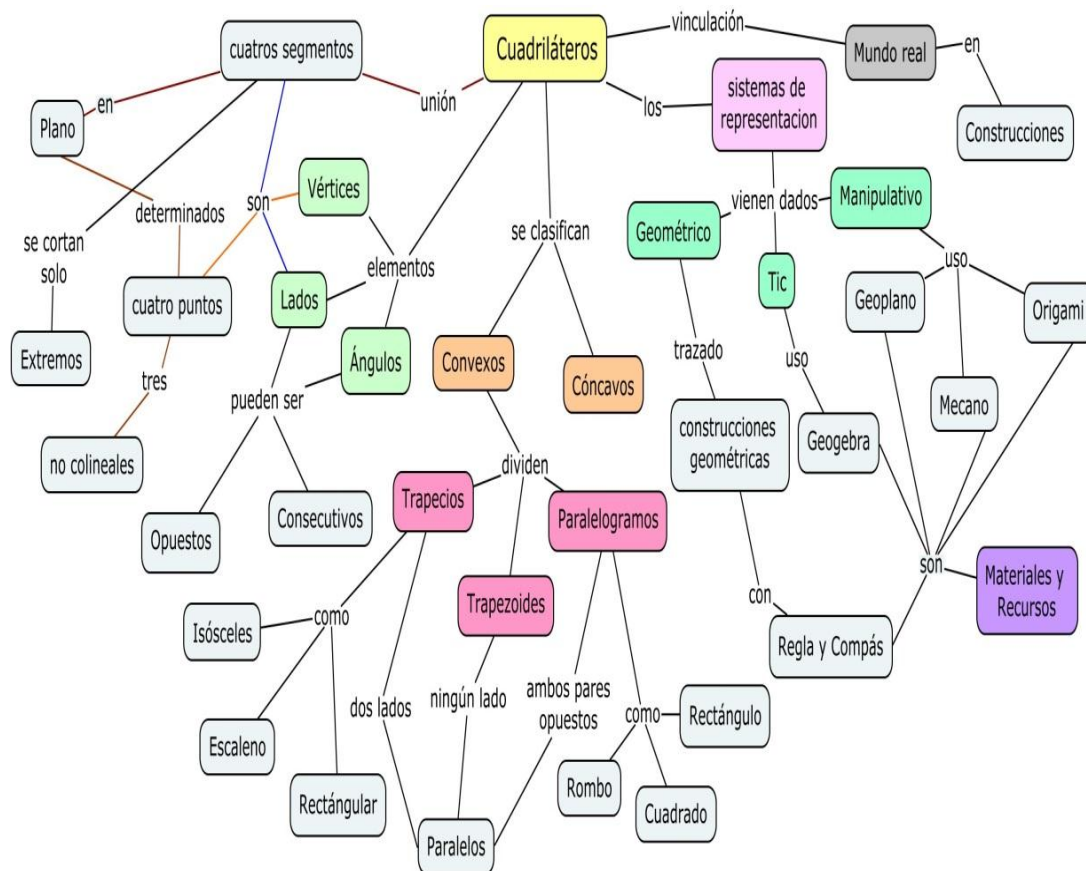 cuatros segmentos
Cuadriláteros
vinculación
Mundo real
en
Construcciones
unión
los
sistemas de
representacion
en
Plano
determinados
son
Vértices
se cortan
solo
Extremos
cuatro puntos
tres
no colineales
elementos
Lados
Ángulos
pueden ser
Opuestos
Consecutivos
se clasifican
Convexos
Cóncavos
dividen
Trapecios
Trapezoides
Paralelogramos
como
Isósceles
Escaleno
Rectángular
dos lados
ningún lado
ambos pares
opuestos
Paralelos
como
Rectángulo
Rombo
Cuadrado
vienen dados
Geométrico
Tic
Manipulativo
trazado
construcciones
geométricas
con
Regla y Compás
uso
Geogebra
uso
Geoplano
Mecano
Origami
son
Materiales y
Recursos